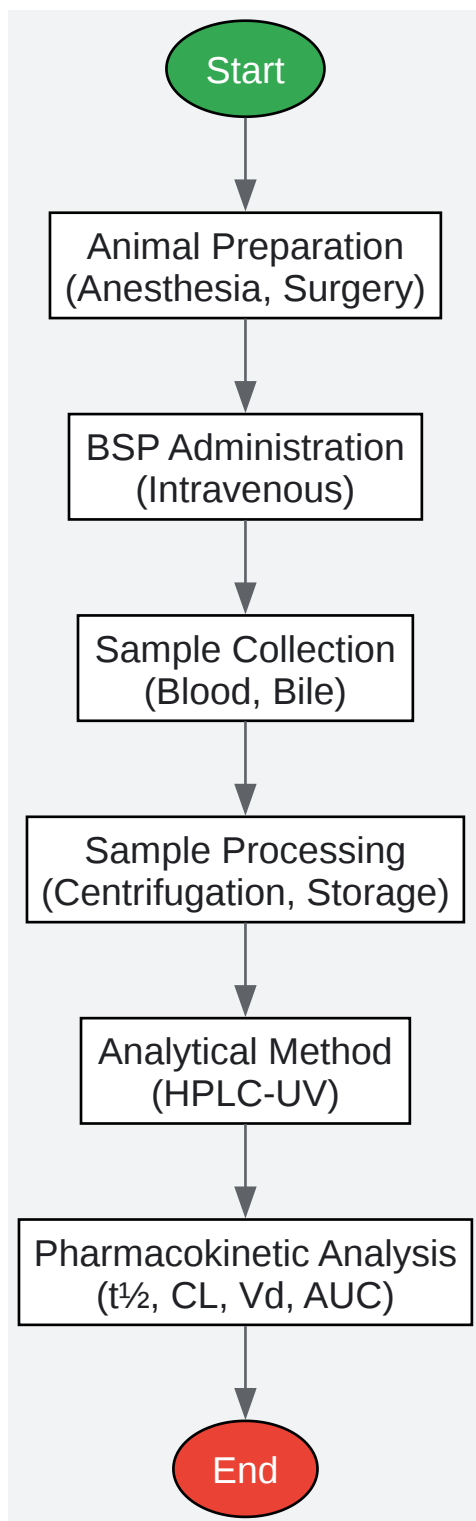 Start
Animal Preparation
(Anesthesia, Surgery)
BSP Administration
(Intravenous)
Sample Collection
(Blood, Bile)
Sample Processing
(Centrifugation, Storage)
Analytical Method
(HPLC-UV)
Pharmacokinetic Analysis
(t½, CL, Vd, AUC)
End